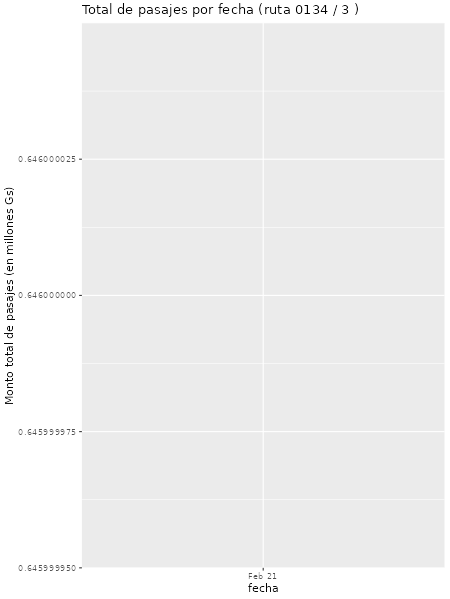 Total de pasajes por fecha (ruta 0134 / 3 )
Monto total de pasajes (en millones Gs)
0.646000025
0.646000000
0.645999975
0.645999950
Feb 21
fecha